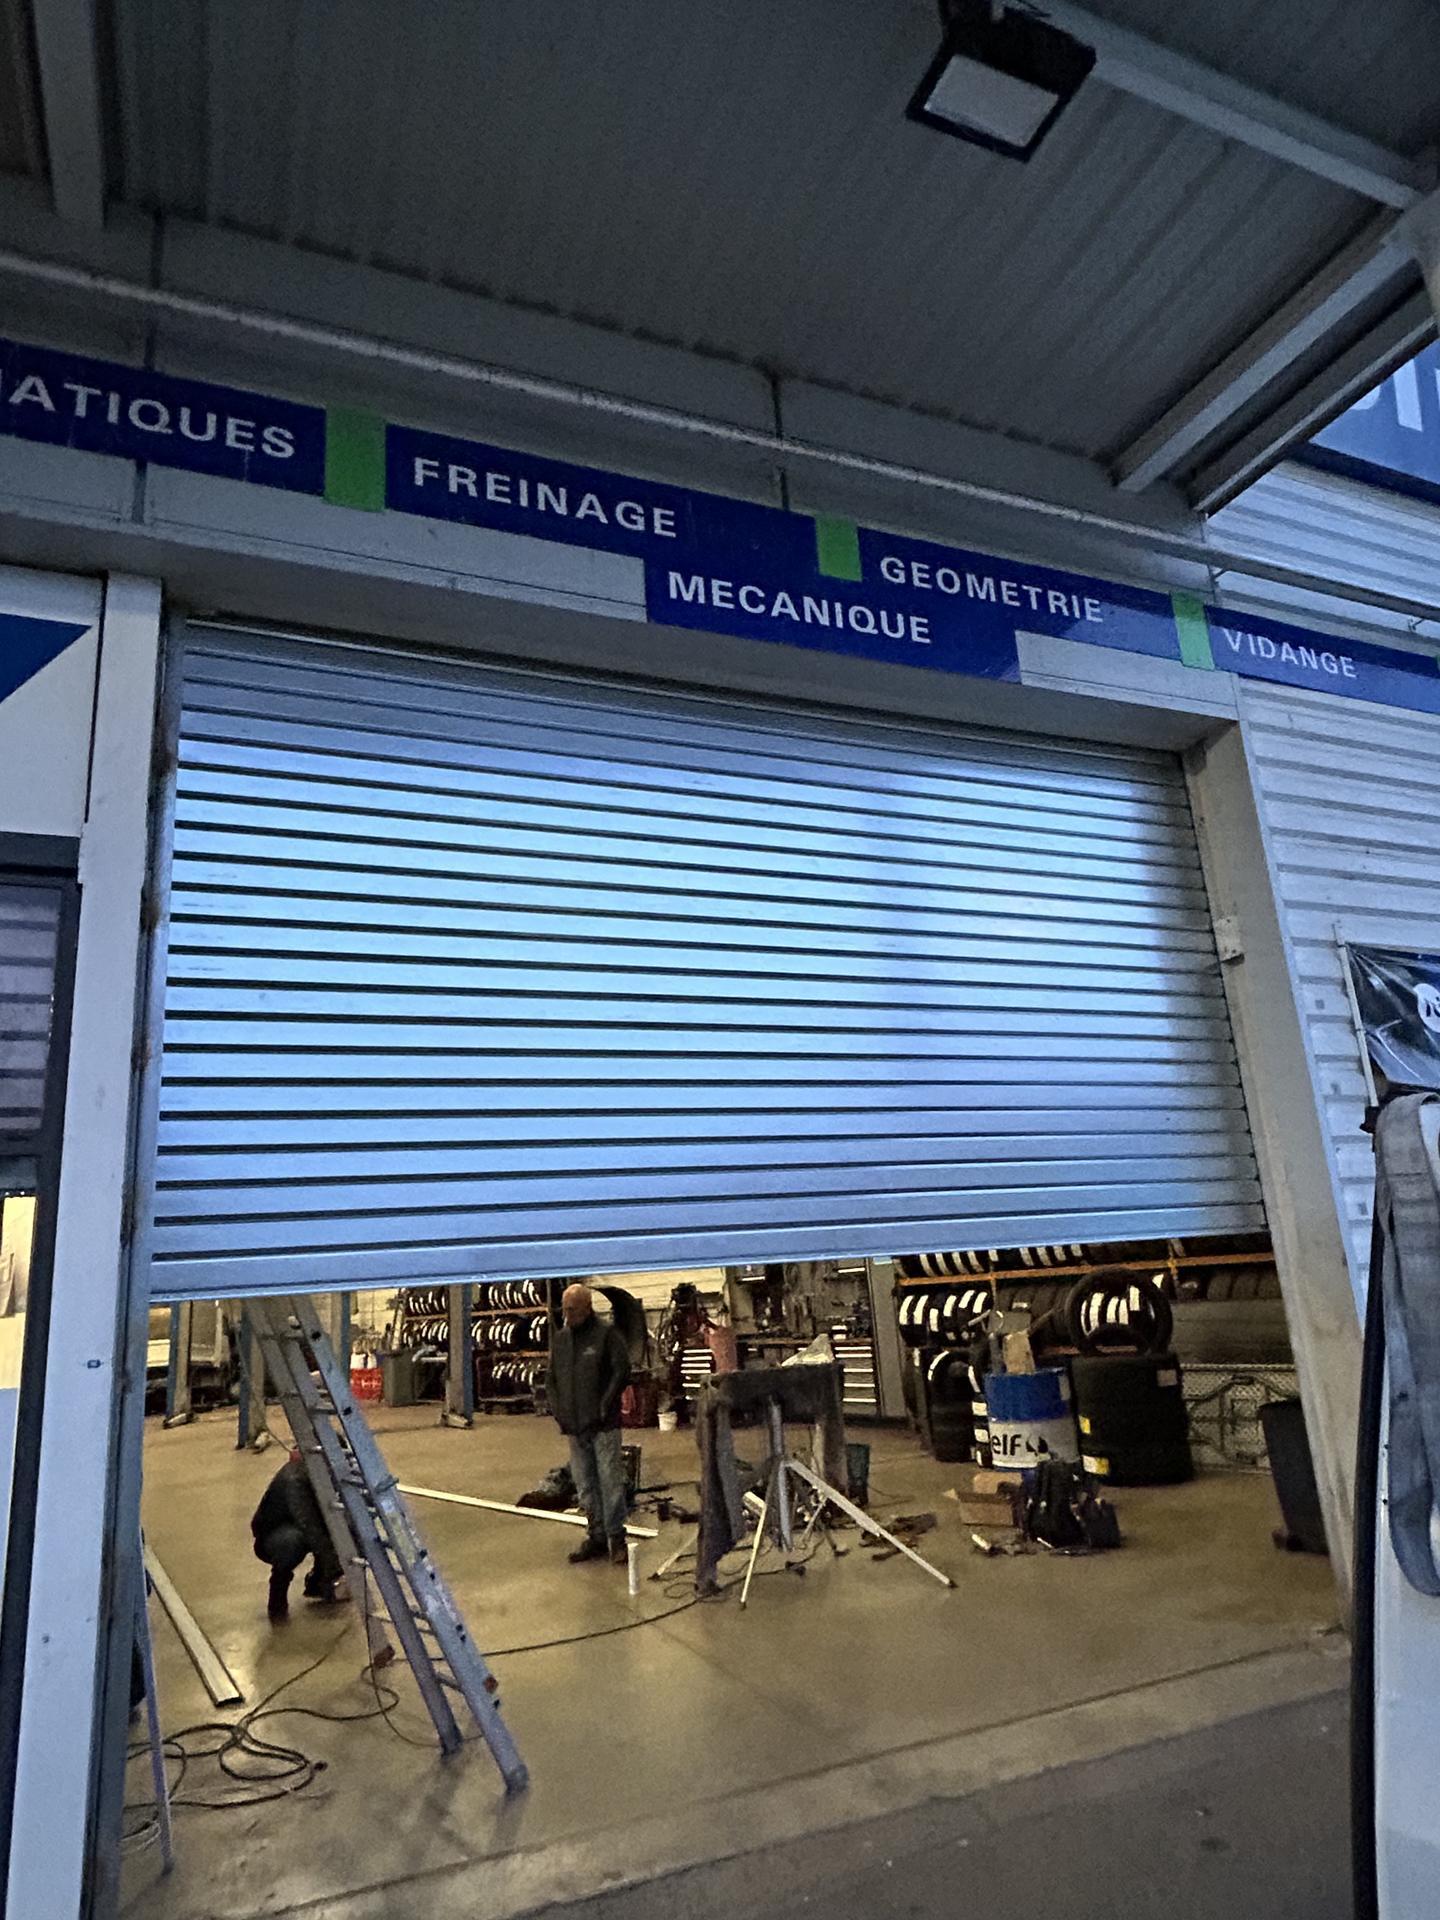 ATIQUES
FREINAGE
MECANIQUE
GEOMETRIE
VIDANGE
elf